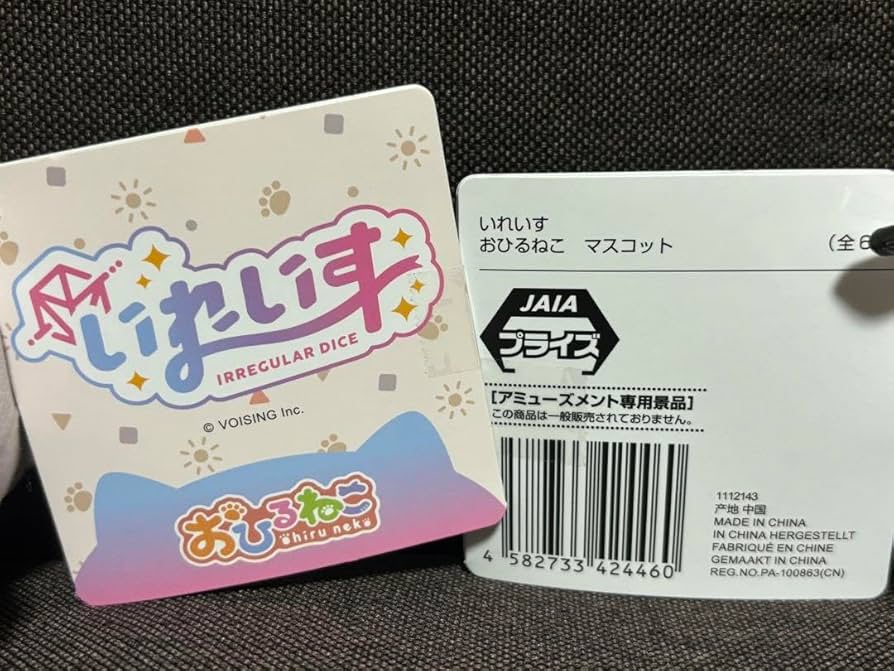 いれいす
IRREGULAR DICE
© VOISING Inc.
おひるねこ
ohiru neko
いれいす
おひるねこ マスコット (全6
JAIA
プライズ
[アミューズメント専用景品]
この商品は一般販売されておりません。
4 582733 424460
1112143
产地 中国
MADE IN CHINA
IN CHINA HERGESTELLT
FABRIQUÉ EN CHINE
GEMAAKT IN CHINA
REG.NO.PA-100863(CN)